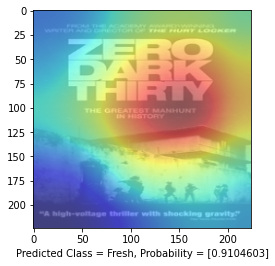 0
25
50
75
100
125
150
175
200
FROM THE ACADEMY AWARD®-WINNING
WRITER AND DIRECTOR OF THE HURT LOCKER
ZERO
DARK
THIRTY
THE GREATEST MANHUNT
IN HISTORY
"A high-voltage thriller with shocking gravity."
0 50 100 150 200
Predicted Class = Fresh, Probability = [0.9104603]